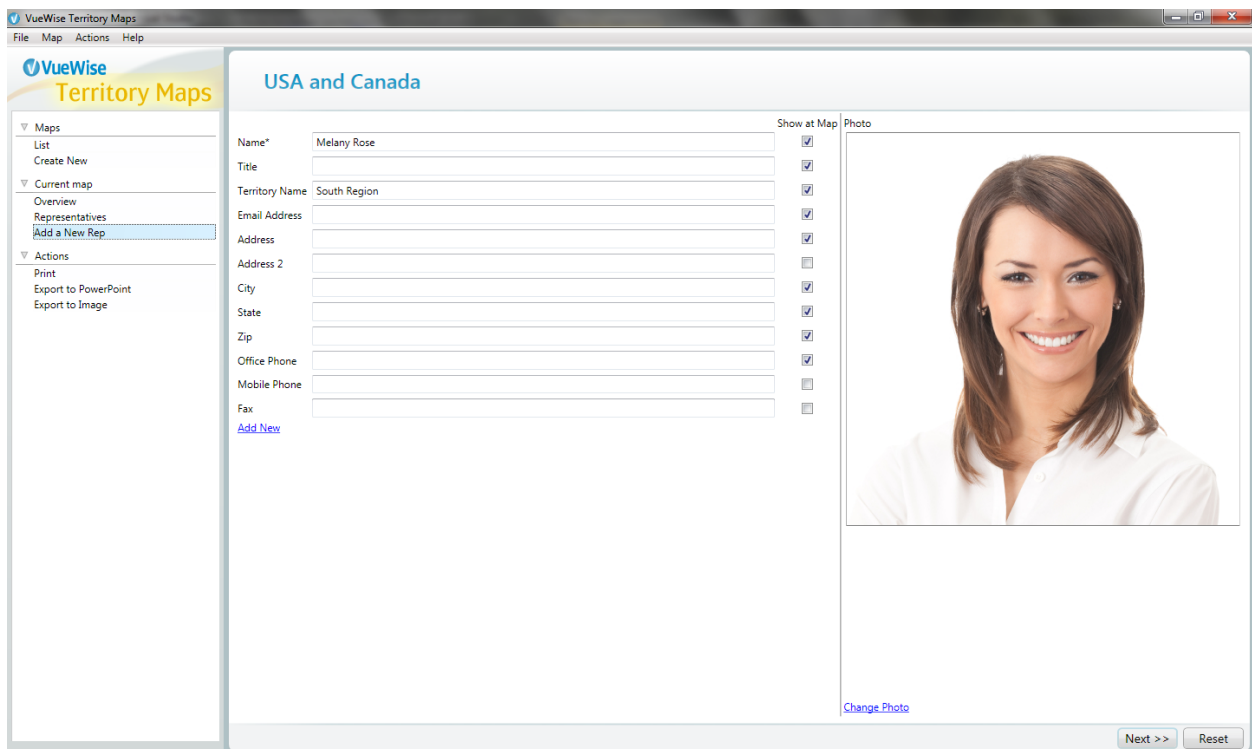 VueWise Territory Maps
File Map Actions Help
VueWise
Territory Maps
Maps
List
Create New
Current map
Overview
Representatives
Add a New Rep
Actions
Print
Export to PowerPoint
Export to Image
USA and Canada
Show at Map
Name* Melany Rose
Title
Territory Name South Region
Email Address
Address
Address 2
City
State
Zip
Office Phone
Mobile Phone
Fax
Add New
Photo
Change Photo
Next >> Reset